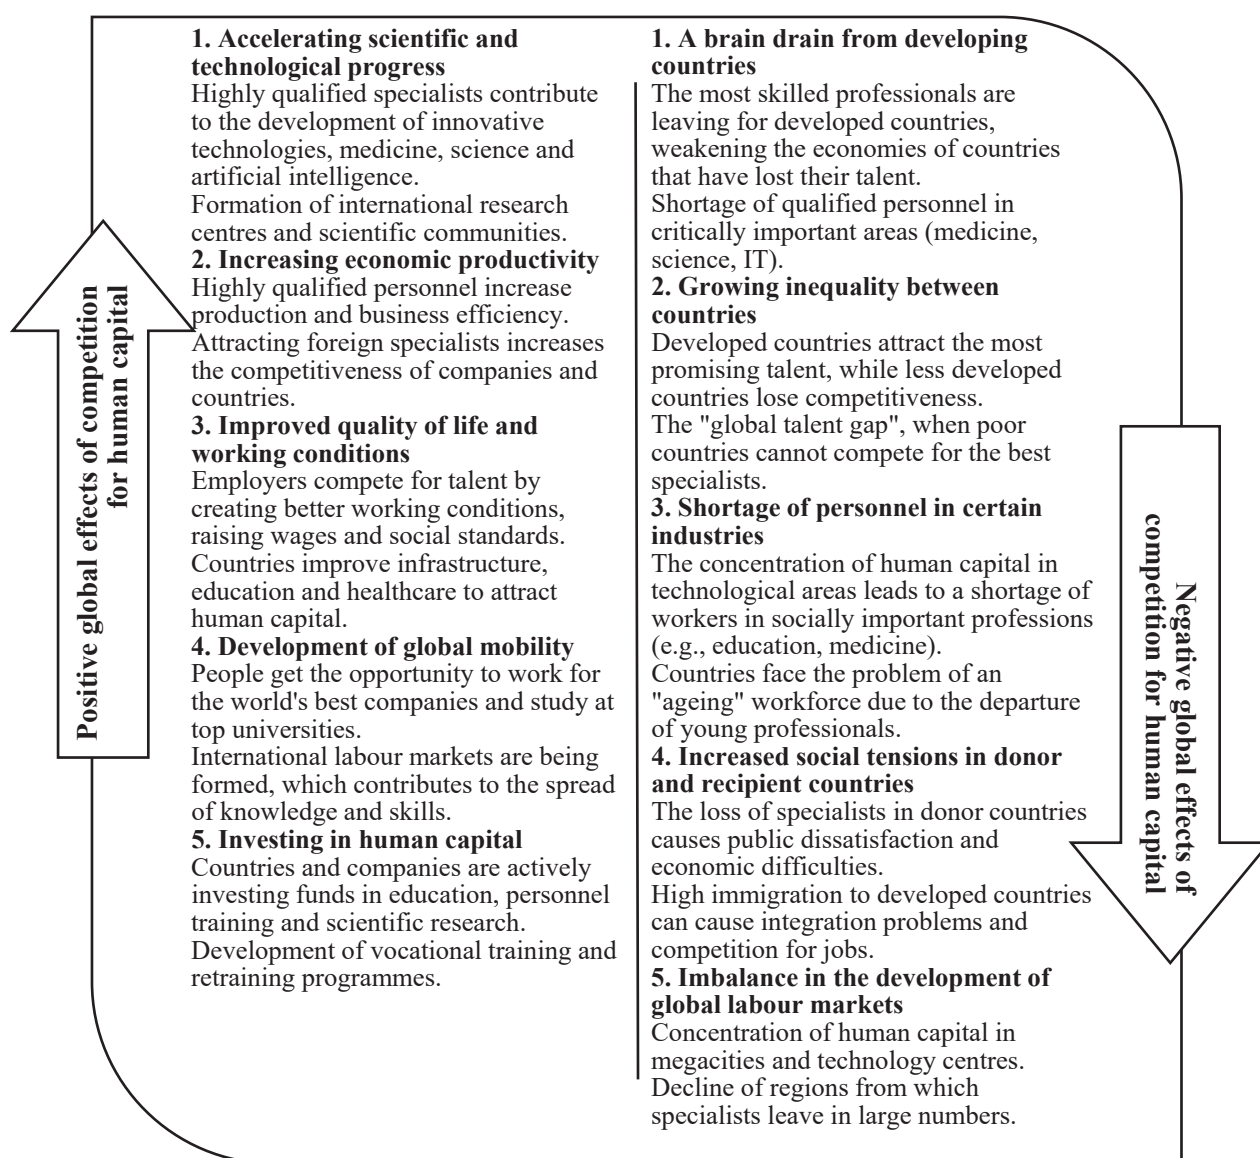 Positive global effects of competition
for human capital
1. Accelerating scientific and
technological progress
Highly qualified specialists contribute
to the development of innovative
technologies, medicine, science and
artificial intelligence.
Formation of international research
centres and scientific communities.
2. Increasing economic productivity
Highly qualified personnel increase
production and business efficiency.
Attracting foreign specialists increases
the competitiveness of companies and
countries.
3. Improved quality of life and
working conditions
Employers compete for talent by
creating better working conditions,
raising wages and social standards.
Countries improve infrastructure,
education and healthcare to attract
human capital.
4. Development of global mobility
People get the opportunity to work for
the world's best companies and study at
top universities.
International labour markets are being
formed, which contributes to the spread
of knowledge and skills.
5. Investing in human capital
Countries and companies are actively
investing funds in education, personnel
training and scientific research.
Development of vocational training and
retraining programmes.
1. A brain drain from developing
countries
The most skilled professionals are
leaving for developed countries,
weakening the economies of countries
that have lost their talent.
Shortage of qualified personnel in
critically important areas (medicine,
science, IT).
2. Growing inequality between
countries
Developed countries attract the most
promising talent, while less developed
countries lose competitiveness.
The "global talent gap", when poor
countries cannot compete for the best
specialists.
3. Shortage of personnel in certain
industries
The concentration of human capital in
technological areas leads to a shortage of
workers in socially important professions
(e.g., education, medicine).
Countries face the problem of an
"ageing" workforce due to the departure
of young professionals.
4. Increased social tensions in donor
and recipient countries
The loss of specialists in donor countries
causes public dissatisfaction and
economic difficulties.
High immigration to developed countries
can cause integration problems and
competition for jobs.
5. Imbalance in the development of
global labour markets
Concentration of human capital in
megacities and technology centres.
Decline of regions from which
specialists leave in large numbers.
Negative global effects of
competition for human capital